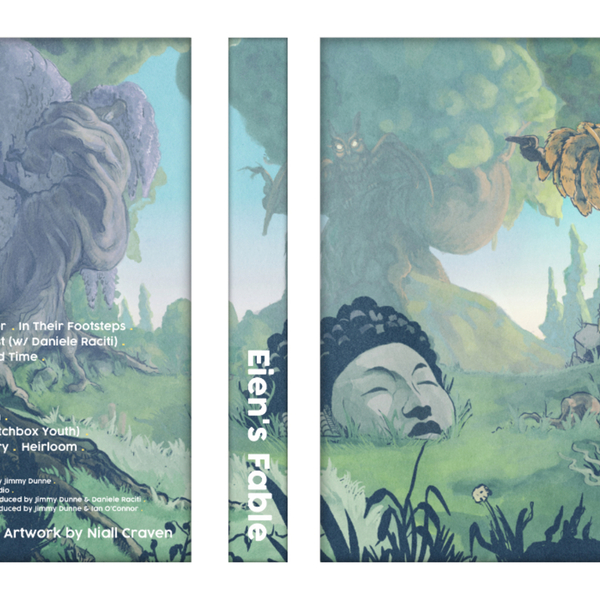 r . In Their Footsteps .
t (w/ Daniele Raciti) .
d Time .
.
tchbox Youth)
ry . Heirloom .
y Jimmy Dunne .
dio .
duced by Jimmy Dunne & Daniele Raciti .
duced by Jimmy Dunne & Ian O'Connor .
Artwork by Niall Craven
Eien's Fable